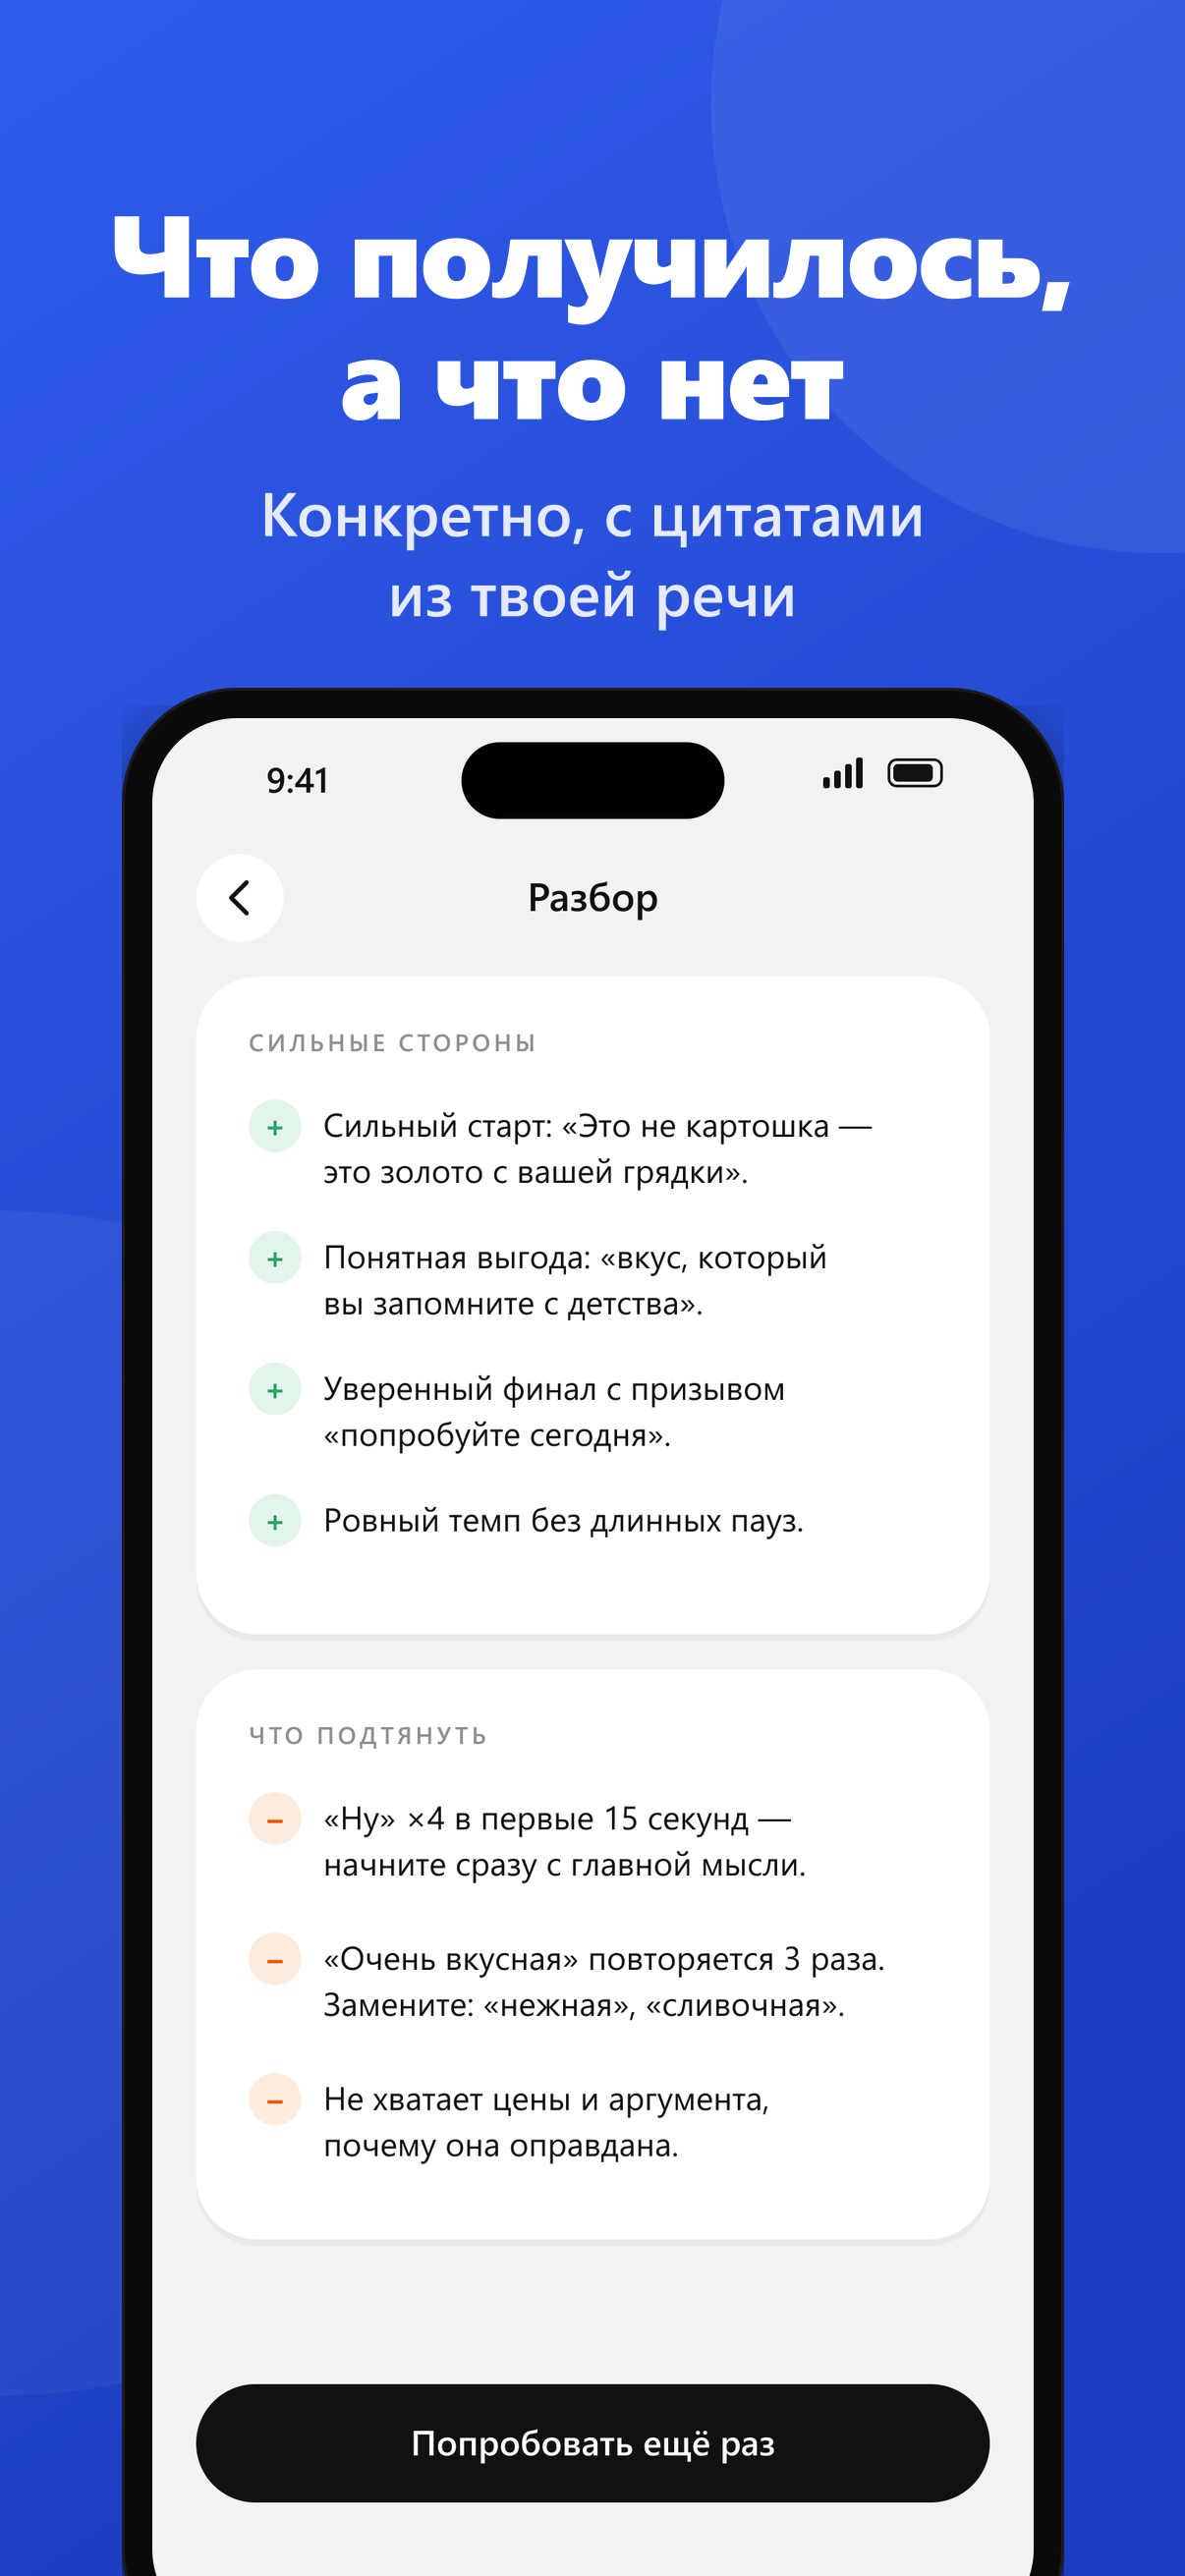 Что получилось,
а что нет
Конкретно, с цитатами
из твоей речи
9:41
Разбор
СИЛЬНЫЕ СТОРОНЫ
+ Сильный старт: «Это не картошка —
это золото с вашей грядки».
+ Понятная выгода: «вкус, который
вы запомните с детства».
+ Уверенный финал с призывом
«попробуйте сегодня».
+ Ровный темп без длинных пауз.
ЧТО ПОДТЯНУТЬ
– «Ну» ×4 в первые 15 секунд —
начните сразу с главной мысли.
– «Очень вкусная» повторяется 3 раза.
Замените: «нежная», «сливочная».
– Не хватает цены и аргумента,
почему она оправдана.
Попробовать ещё раз